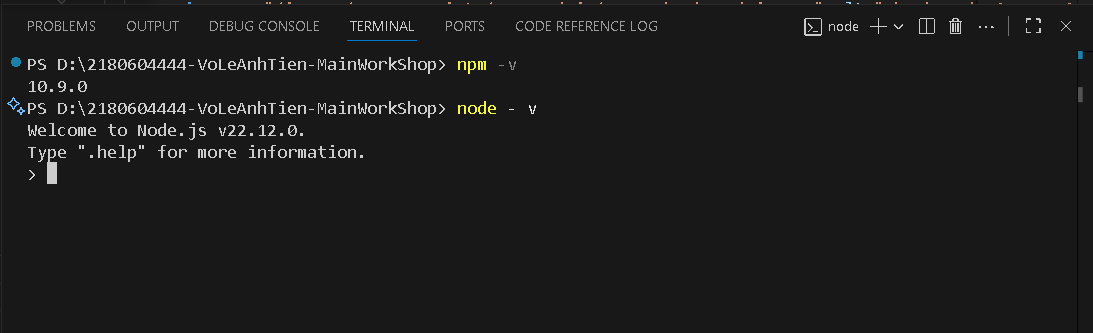 PROBLEMS OUTPUT DEBUG CONSOLE TERMINAL PORTS CODE REFERENCE LOG node
PS D:\2180604444-VoLeAnhTien-MainWorkShop> npm -v
10.9.0
PS D:\2180604444-VoLeAnhTien-MainWorkShop> node - v
Welcome to Node.js v22.12.0.
Type ".help" for more information.
>